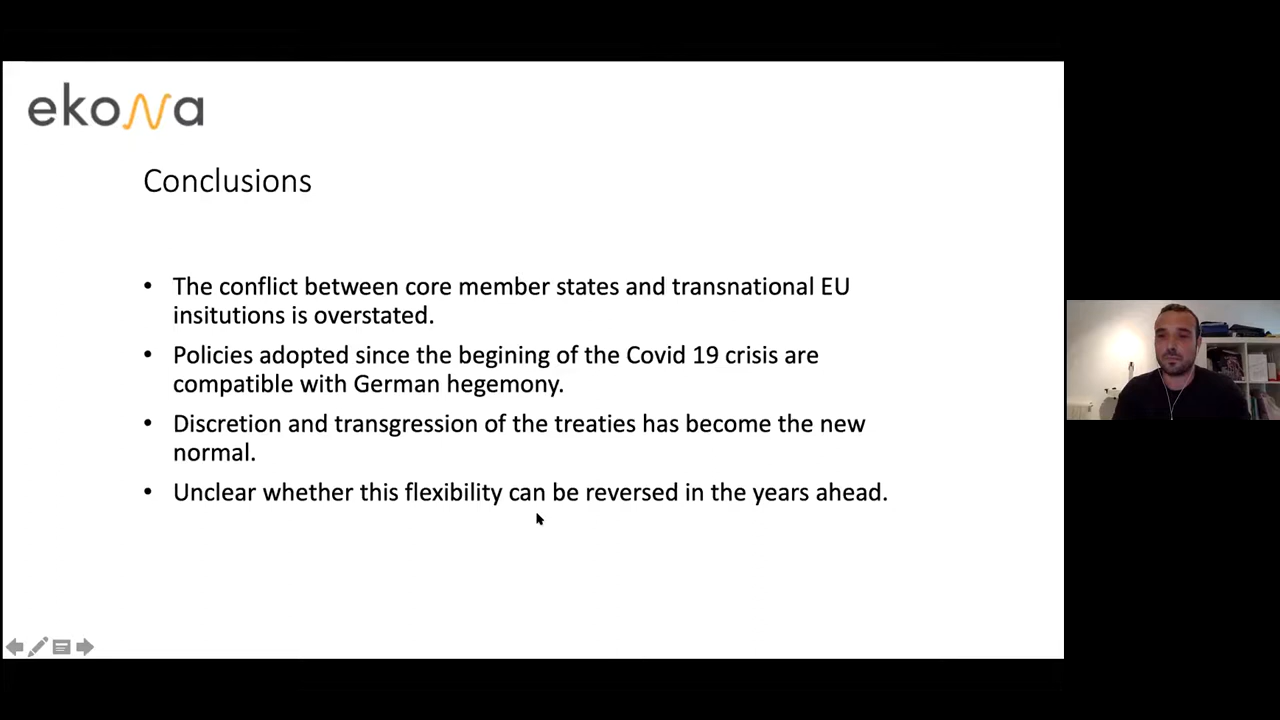 ekona
Conclusions
• The conflict between core member states and transnational EU
insitutions is overstated.
• Policies adopted since the begining of the Covid 19 crisis are
compatible with German hegemony.
• Discretion and transgression of the treaties has become the new
normal.
• Unclear whether this flexibility can be reversed in the years ahead.